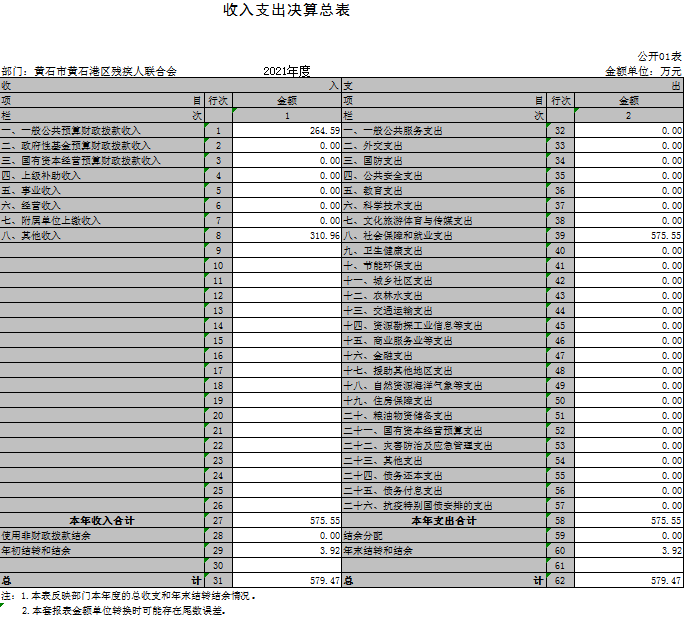 收入支出决算总表
公开01表
部门：黄石市黄石港区残疾人联合会 2021年度 金额单位：万元
收 入 支 出
项 目 行次 金额 项 目 行次 金额
栏 次 1 栏 次 2
一、一般公共预算财政拨款收入 1 264.59 一、一般公共服务支出 32 0.00
二、政府性基金预算财政拨款收入 2 0.00 二、外交支出 33 0.00
三、国有资本经营预算财政拨款收入 3 0.00 三、国防支出 34 0.00
四、上级补助收入 4 0.00 四、公共安全支出 35 0.00
五、事业收入 5 0.00 五、教育支出 36 0.00
六、经营收入 6 0.00 六、科学技术支出 37 0.00
七、附属单位上缴收入 7 0.00 七、文化旅游体育与传媒支出 38 0.00
八、其他收入 8 310.96 八、社会保障和就业支出 39 575.55
9 九、卫生健康支出 40 0.00
10 十、节能环保支出 41 0.00
11 十一、城乡社区支出 42 0.00
12 十二、农林水支出 43 0.00
13 十三、交通运输支出 44 0.00
14 十四、资源勘探工业信息等支出 45 0.00
15 十五、商业服务业等支出 46 0.00
16 十六、金融支出 47 0.00
17 十七、援助其他地区支出 48 0.00
18 十八、自然资源海洋气象等支出 49 0.00
19 十九、住房保障支出 50 0.00
20 二十、粮油物资储备支出 51 0.00
21 二十一、国有资本经营预算支出 52 0.00
22 二十二、灾害防治及应急管理支出 53 0.00
23 二十三、其他支出 54 0.00
24 二十四、债务还本支出 55 0.00
25 二十五、债务付息支出 56 0.00
26 二十六、抗疫特别国债安排的支出 57 0.00
本年收入合计 27 575.55 本年支出合计 58 575.55
使用非财政拨款结余 28 0.00 结余分配 59 0.00
年初结转和结余 29 3.92 年末结转和结余 60 3.92
30 61
总 计 31 579.47 总 计 62 579.47
注：1.本表反映部门本年度的总收支和年末结转结余情况。
2.本套报表金额单位转换时可能存在尾数误差。